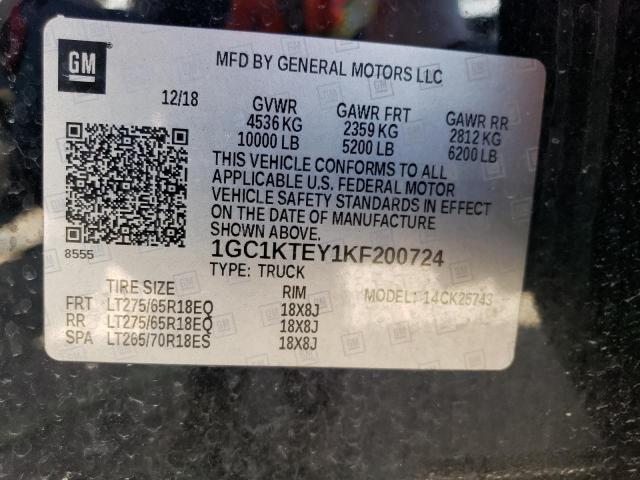 GM
MFD BY GENERAL MOTORS LLC
12/18
GVWR GAWR FRT GAWR RR
4536 KG 2359 KG 2812 KG
10000 LB 5200 LB 6200 LB
THIS VEHICLE CONFORMS TO ALL
APPLICABLE U.S. FEDERAL MOTOR
VEHICLE SAFETY STANDARDS IN EFFECT
ON THE DATE OF MANUFACTURE
SHOWN ABOVE.
8555
1GC1KTEY1KF200724
TYPE: TRUCK
TIRE SIZE RIM MODEL: 14CK25743
FRT LT275/65R18EQ 18X8J
RR LT275/65R18EQ 18X8J
SPA LT265/70R18ES 18X8J